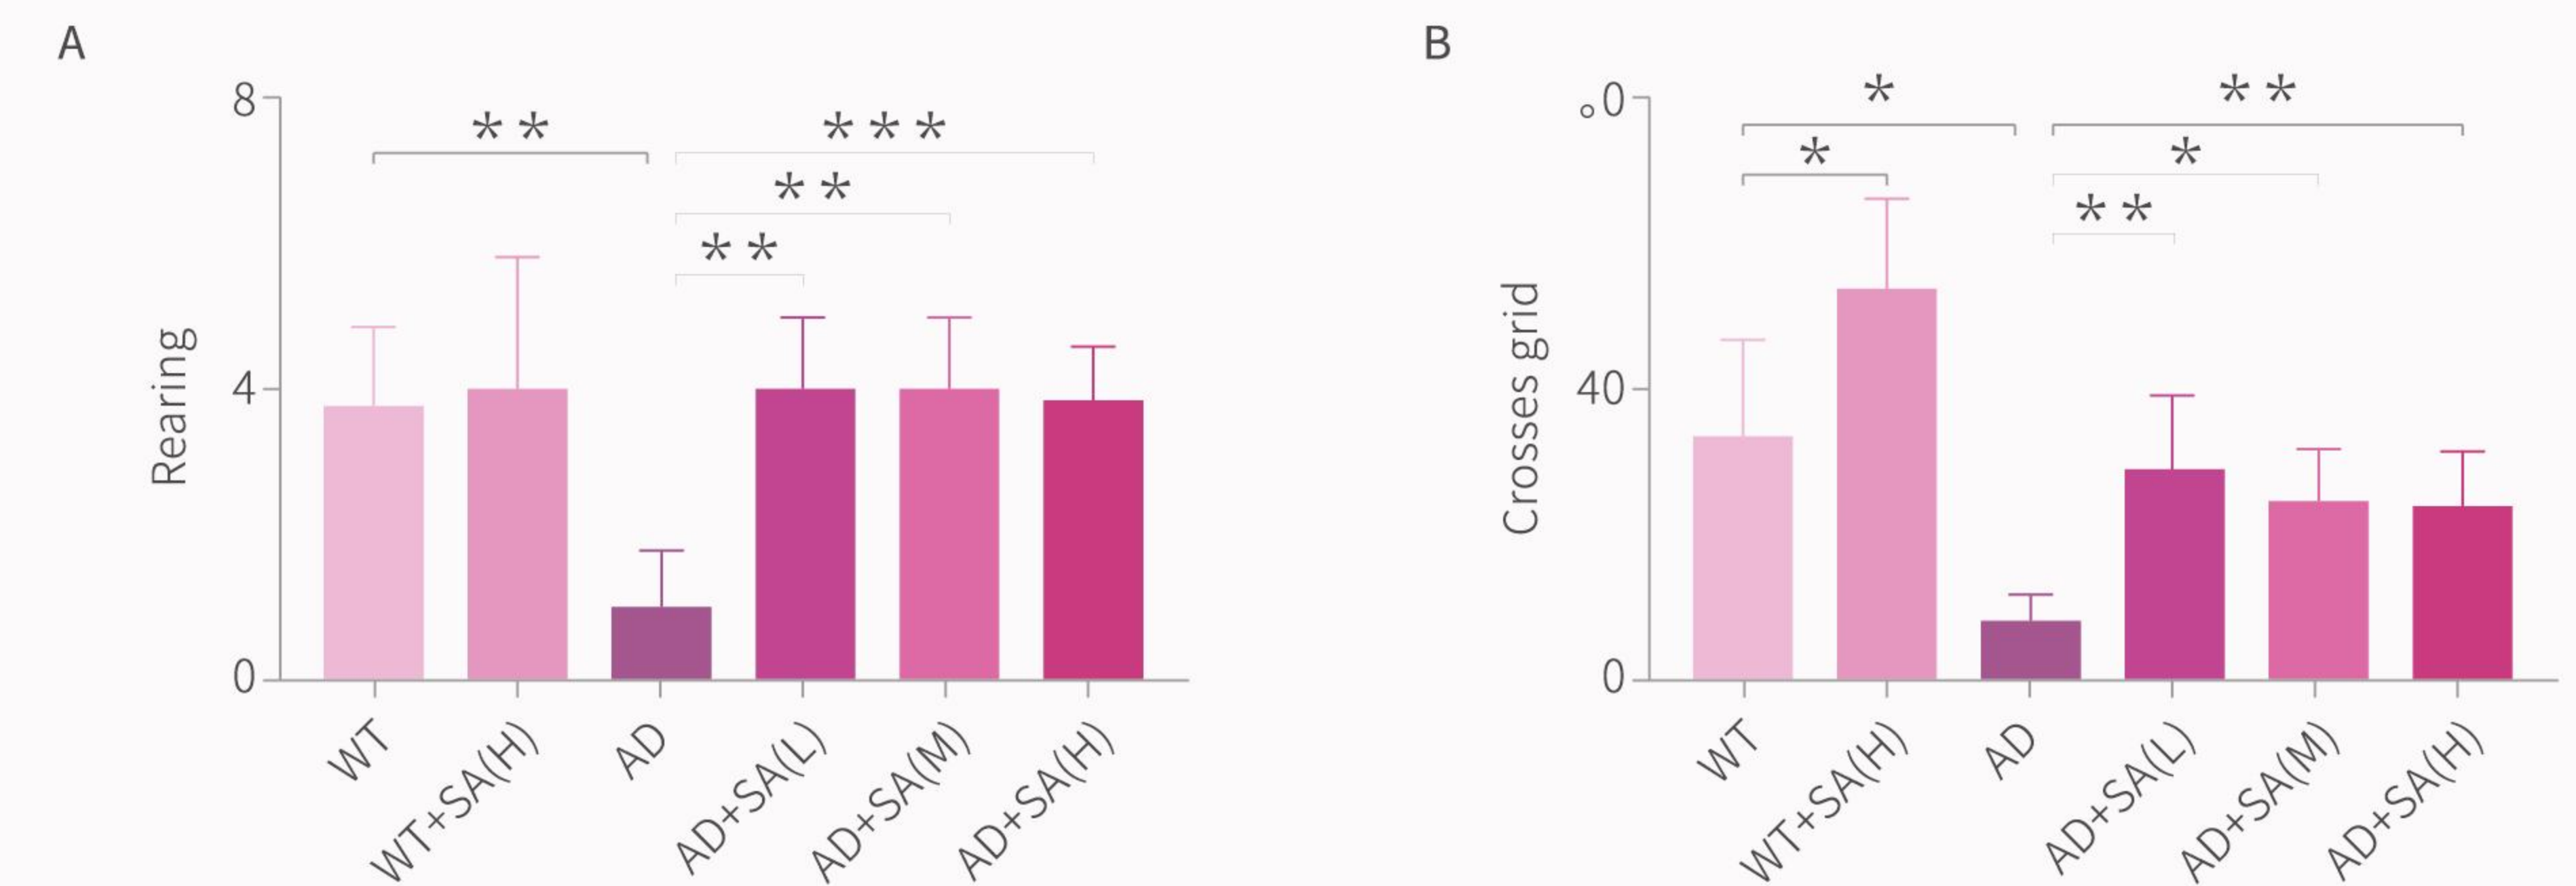 A
B
8
** 
***
**
**
4
0
Rearing
WT
WT+SA(H)
AD
AD+SA(L)
AD+SA(M)
AD+SA(H)
°0
*
**
*
*
**
40
0
Crosses grid
WT
WT+SA(H)
AD
AD+SA(L)
AD+SA(M)
AD+SA(H)